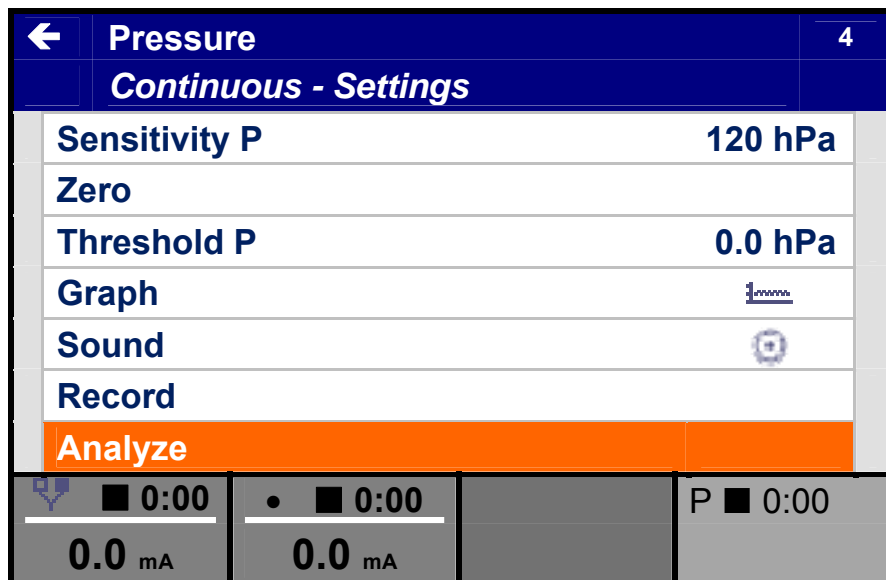 Pressure 4
Continuous - Settings
Sensitivity P 120 hPa
Zero
Threshold P 0.0 hPa
Graph
Sound
Record
Analyze
0:00 0:00 P 0:00
0.0 mA 0.0 mA